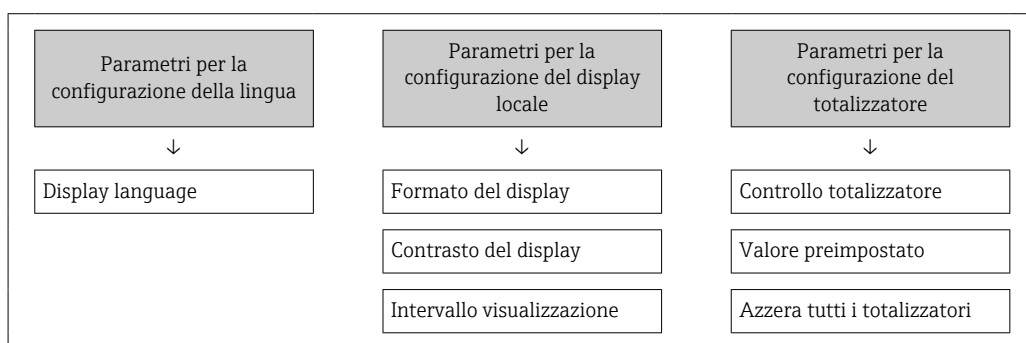 Parametri per la
configurazione della lingua
↓
Display language
Parametri per la
configurazione del display
locale
↓
Formato del display
Contrasto del display
Intervallo visualizzazione
Parametri per la
configurazione del
totalizzatore
↓
Controllo totalizzatore
Valore preimpostato
Azzera tutti i totalizzatori